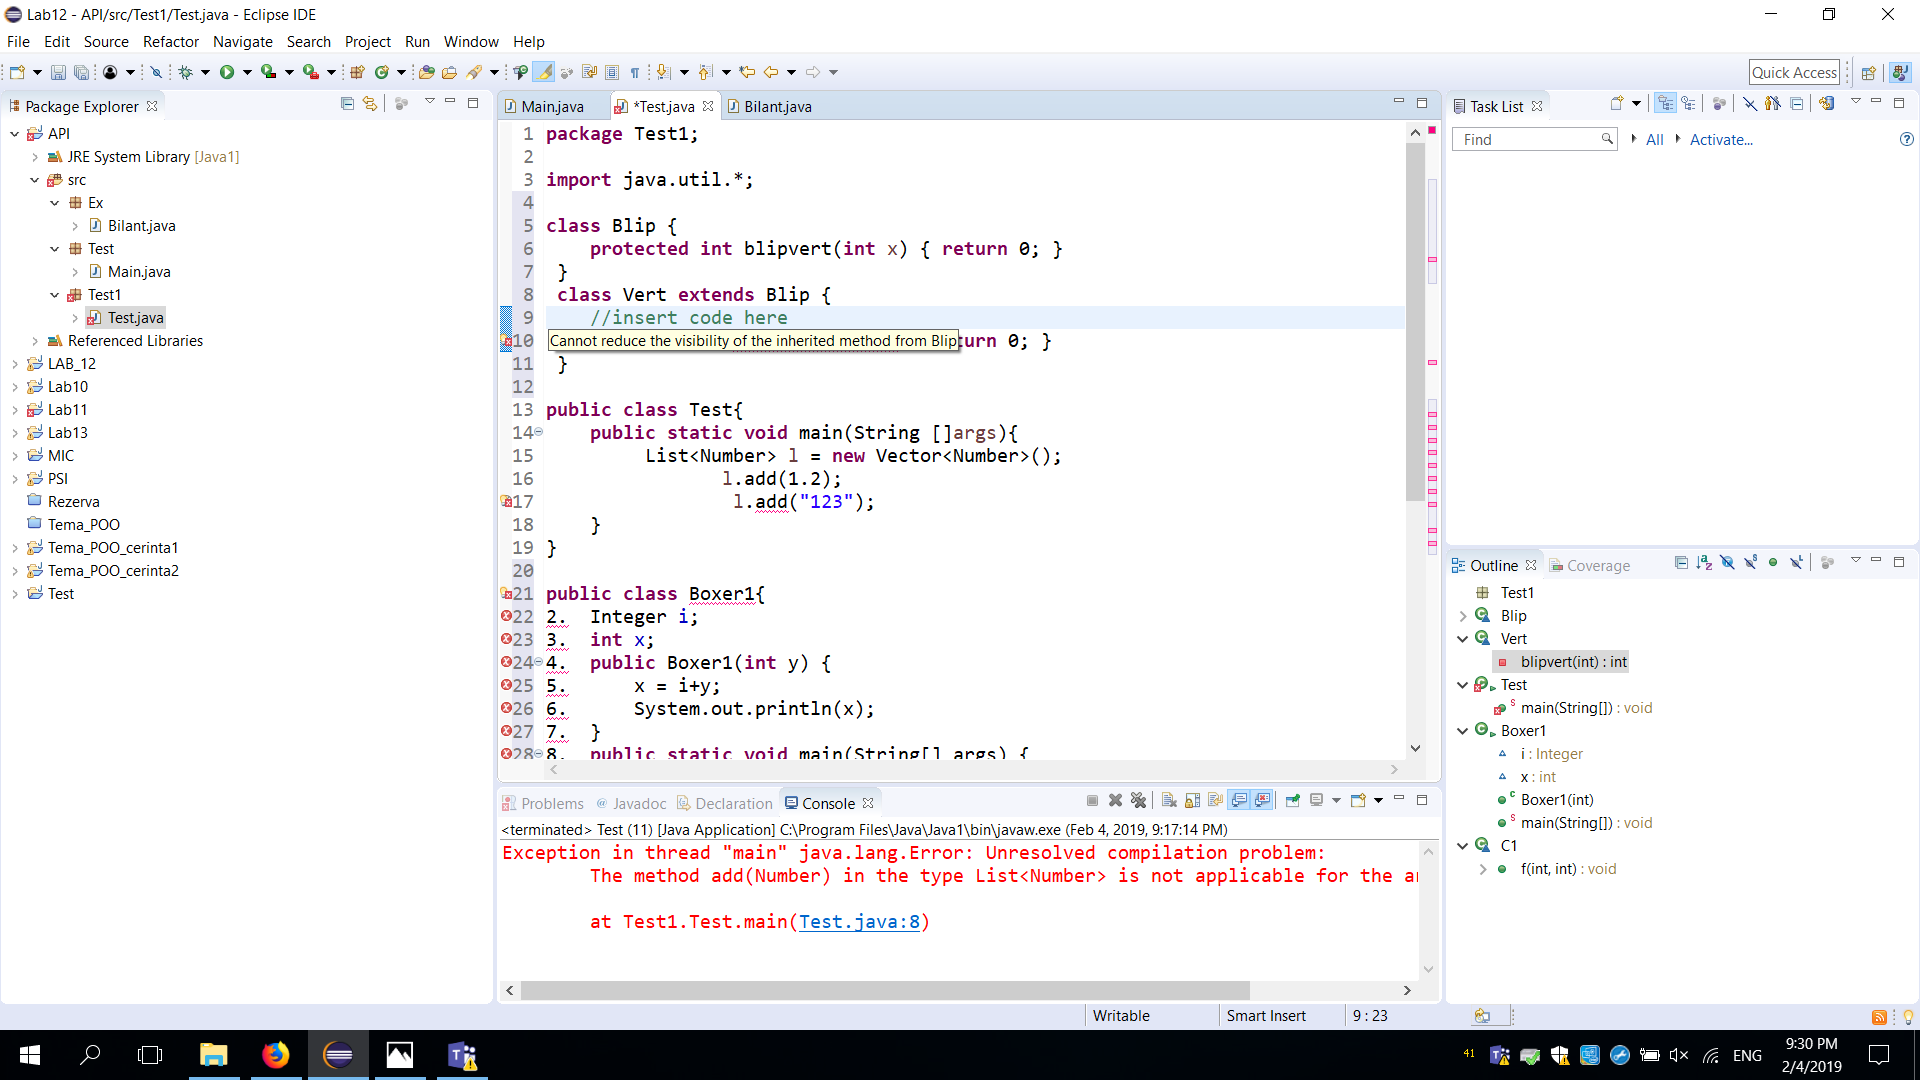 Lab12 - API/src/Test1/Test.java - Eclipse IDE
File Edit Source Refactor Navigate Search Project Run Window Help
Quick Access
Package Explorer
API
JRE System Library [Java1]
src
Ex
Bilant.java
Test
Main.java
Test1
Test.java
Referenced Libraries
LAB_12
Lab10
Lab11
Lab13
MIC
PSI
Rezerva
Tema_POO
Tema_POO_cerinta1
Tema_POO_cerinta2
Test
Main.java *Test.java Bilant.java
1 package Test1;
2
3 import java.util.*;
4
5 class Blip {
6 protected int blipvert(int x) { return 0; }
7 }
8 class Vert extends Blip {
9 //insert code here
Cannot reduce the visibility of the inherited method from Blip
10 urn 0; }
11 }
12
13 public class Test{
14 public static void main(String []args){
15 List<Number> l = new Vector<Number>();
16 l.add(1.2);
17 l.add("123");
18 }
19 }
20
21 public class Boxer1{
22 2. Integer i;
23 3. int x;
24 4. public Boxer1(int y) {
25 5. x = i+y;
26 6. System.out.println(x);
27 7. }
28 8. public static void main(String[] args) {
Problems @ Javadoc Declaration Console
<terminated> Test (11) [Java Application] C:\Program Files\Java\Java1\bin\javaw.exe (Feb 4, 2019, 9:17:14 PM)
Exception in thread "main" java.lang.Error: Unresolved compilation problem:
The method add(Number) in the type List<Number> is not applicable for the a
at Test1.Test.main(Test.java:8)
Task List
Find All Activate...
Outline Coverage
Test1
Blip
Vert
blipvert(int) : int
Test
main(String[]) : void
Boxer1
i : Integer
x : int
Boxer1(int)
main(String[]) : void
C1
f(int, int) : void
Writable Smart Insert 9 : 23
41 ENG
9:30 PM
2/4/2019